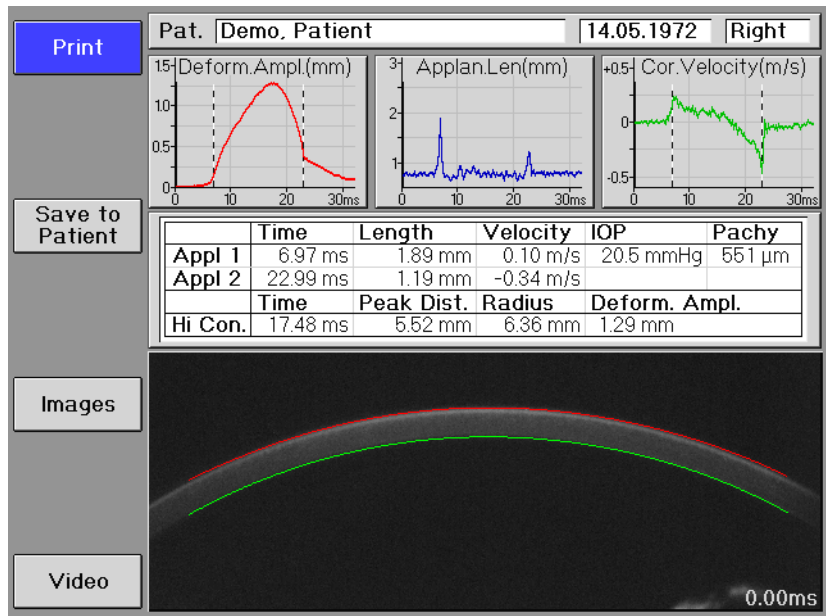 Print
Pat. Demo, Patient 14.05.1972 Right
Deform.Ampl.(mm)
15
10
0.5
0
0 10 20 30ms
Applan.Len(mm)
3
2
1
0 10 20 30ms
Cor.Velocity(m/s)
+0.5
0
-0.5
0 10 20 30ms
Save to
Patient
Time Length Velocity IOP Pachy
Appl 1 6.97 ms 1.89 mm 0.10 m/s 20.5 mmHg 551 µm
Appl 2 22.99 ms 1.19 mm -0.34 m/s
Time Peak Dist. Radius Deform. Ampl.
Hi Con. 17.48 ms 5.52 mm 6.36 mm 1.29 mm
Images
Video
0.00ms